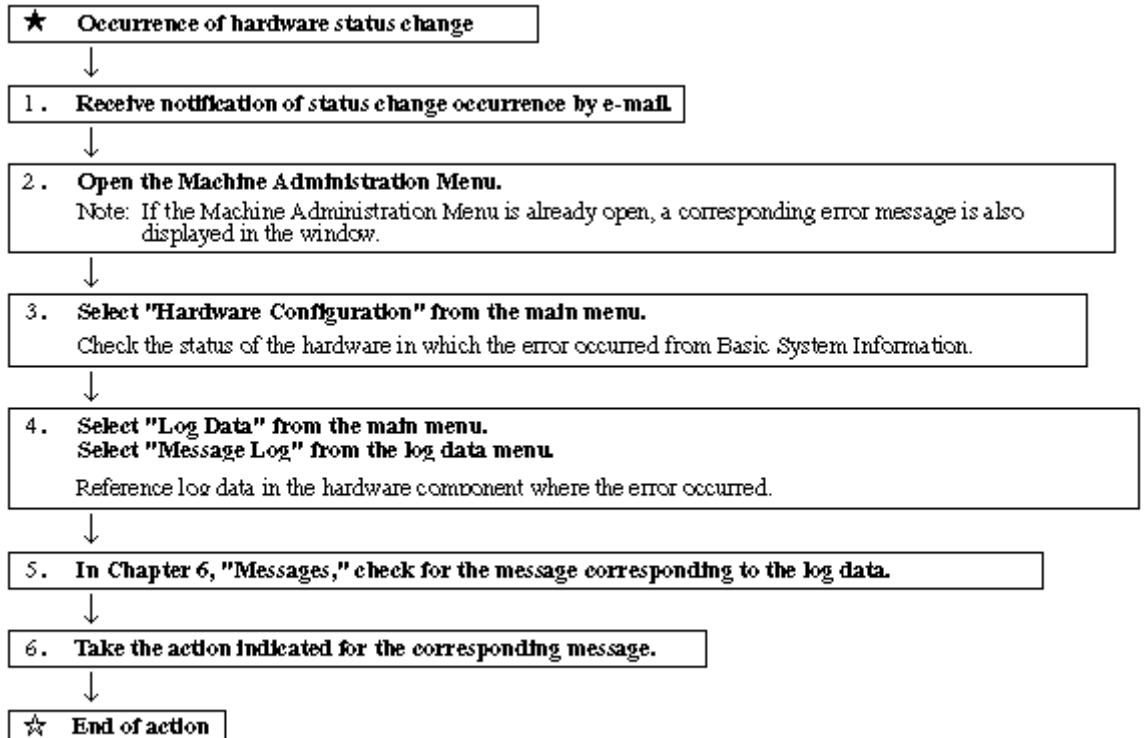 ★ Occurrence of hardware status change
↓
1. Receive notification of status change occurrence by e-mail.
↓
2. Open the Machine Administration Menu.
Note: If the Machine Administration Menu is already open, a corresponding error message is also
displayed in the window.
↓
3. Select "Hardware Configuration" from the main menu.
Check the status of the hardware in which the error occurred from Basic System Information.
↓
4. Select "Log Data" from the main menu.
Select "Message Log" from the log data menu.
Reference log data in the hardware component where the error occurred.
↓
5. In Chapter 6, "Messages," check for the message corresponding to the log data.
↓
6. Take the action indicated for the corresponding message.
↓
☆ End of action